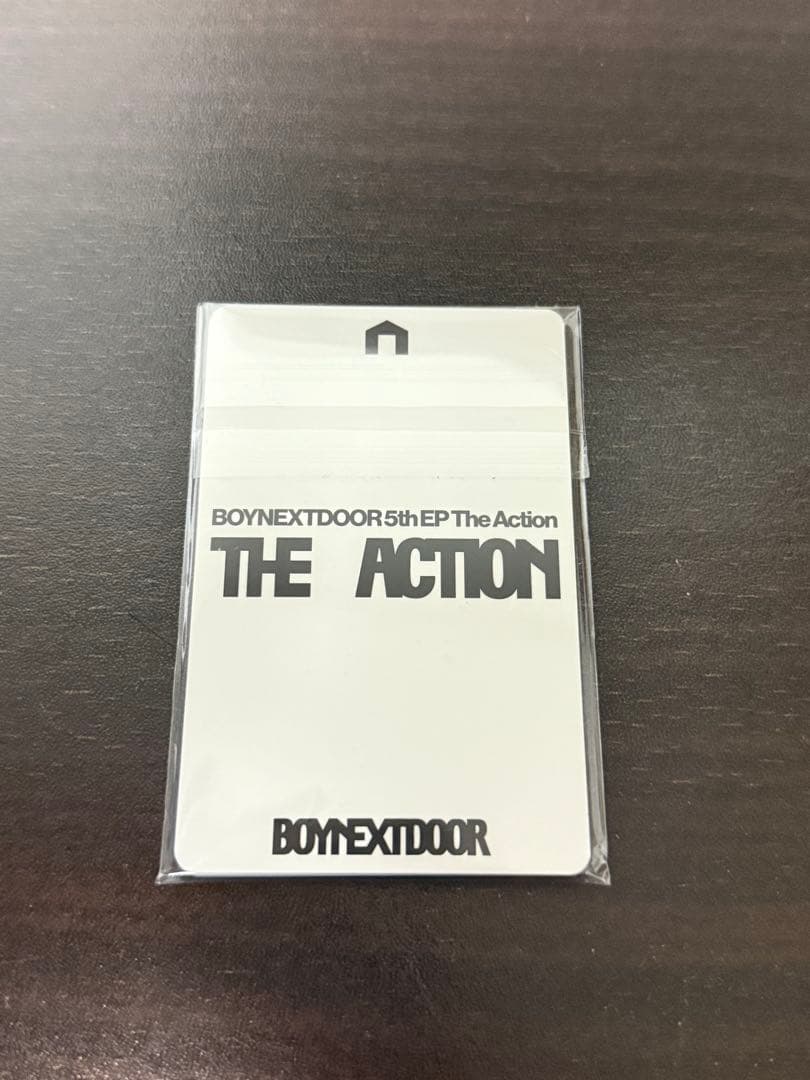 BOYNEXTDOOR 5th EP The Action
THE ACTION
BOYNEXTDOOR